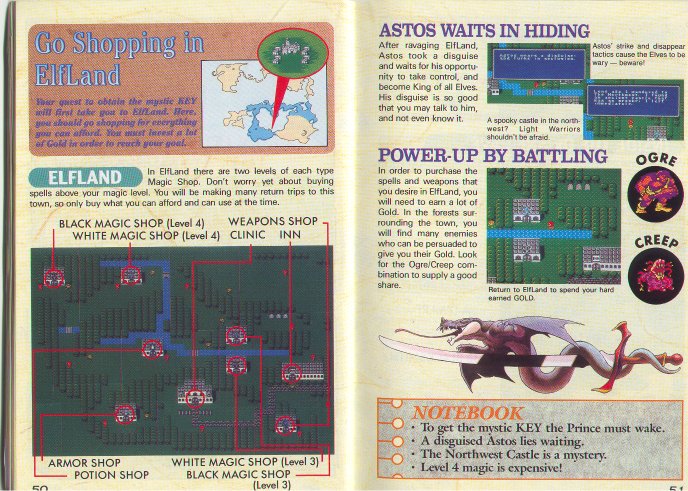 Go Shopping in
ElfLand
Your quest to obtain the mystic KEY
will first take you to ElfLand. Here,
you should go shopping for everything
you can afford. You must invest a lot
of Gold in order to reach your goal.
ELFLAND
In ElfLand there are two levels of each type
Magic Shop. Don't worry yet about buying
spells above your magic level. You will be making many return trips to this
town, so only buy what you can afford and can use at the time.
BLACK MAGIC SHOP (Level 4)
WEAPONS SHOP
WHITE MAGIC SHOP (Level 4)
CLINIC
INN
ARMOR SHOP
POTION SHOP
WHITE MAGIC SHOP (Level 3)
BLACK MAGIC SHOP
(Level 3)
50
ASTOS WAITS IN HIDING
After ravaging ElfLand,
Astos took a disguise
and waits for his opportu-
nity to take control, and
become King of all Elves.
His disguise is so good
that you may talk to him,
and not even know it.
Astos' strike and disappear
tactics cause the Elves to be
wary — beware!
A spooky castle in the north-
west? Light Warriors
shouldn't be afraid.
POWER-UP BY BATTLING
In order to purchase the
spells and weapons that
you desire in ElfLand, you
will need to earn a lot of
Gold. In the forests sur-
rounding the town, you
will find many enemies
who can be persuaded to
give you their Gold. Look
for the Ogre/Creep com-
bination to supply a good
share.
Return to ElfLand to spend your hard
earned GOLD.
OGRE
CREEP
NOTEBOOK
· To get the mystic KEY the Prince must wake.
· A disguised Astos lies waiting.
· The Northwest Castle is a mystery.
· Level 4 magic is expensive!
51